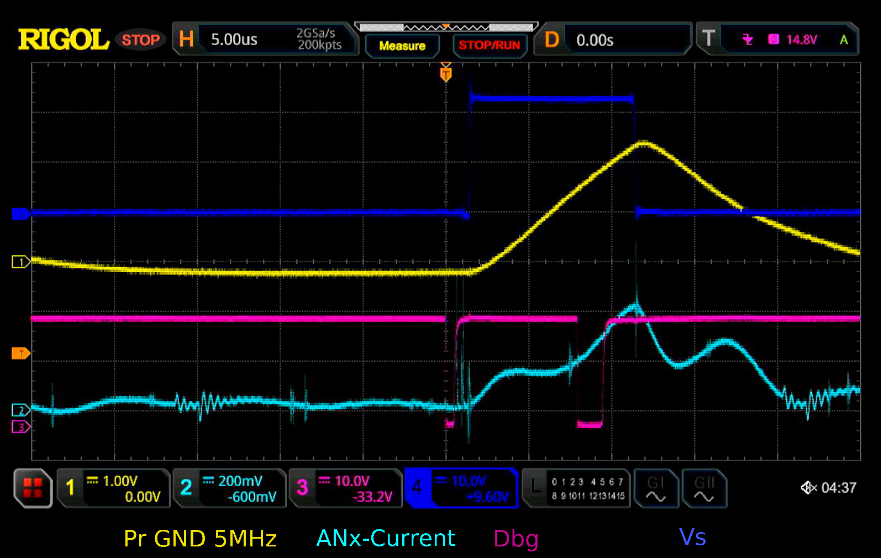 RIGOL STOP H 5.00us 2GSa/s 200kpts Measure STOP/RUN D 0.00s T 14.8V A
T
1
T
2
3
1 1.00V 0.00V 2 200mV -600mV 3 10.0V -33.2V 4 10.0V +9.60V L 0 1 2 3 4 5 6 7 8 9 10 11 12 13 14 15 GI GII 04:37
Pr GND 5MHz ANx-Current Dbg Vs